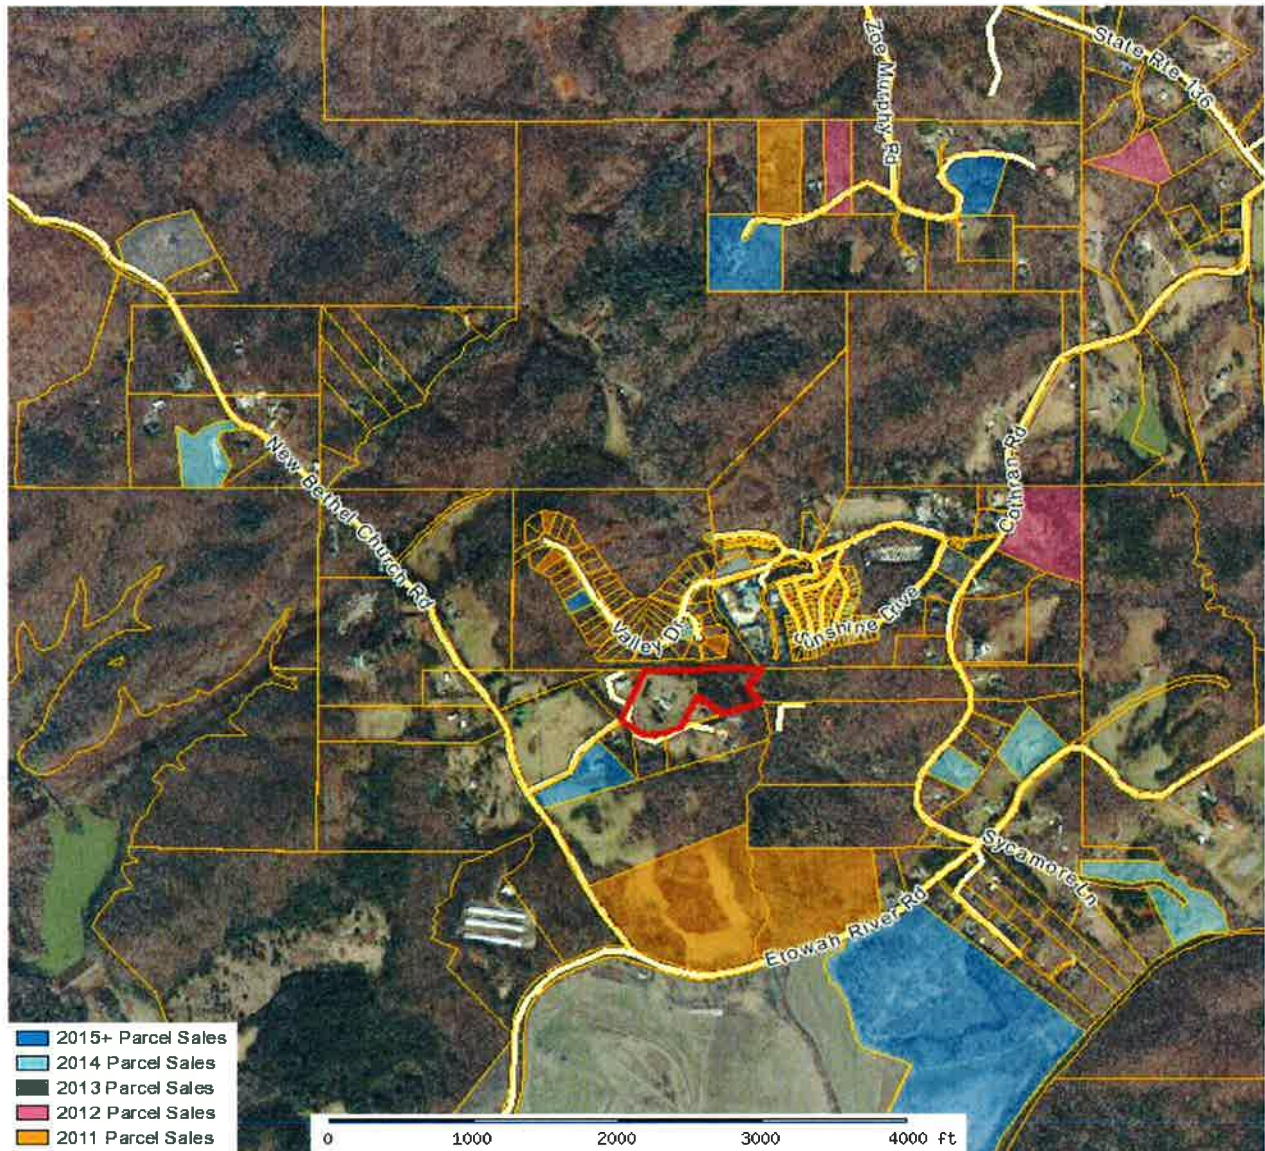 Zoe Murphy Rd
State Rte 136
New Bethel Church Rd
Cothran Rd
Valley Dr
Sunshine Drive
Sycamore Ln
Etowah River Rd
2015+ Parcel Sales
2014 Parcel Sales
2013 Parcel Sales
2012 Parcel Sales
2011 Parcel Sales
0 1000 2000 3000 4000 ft